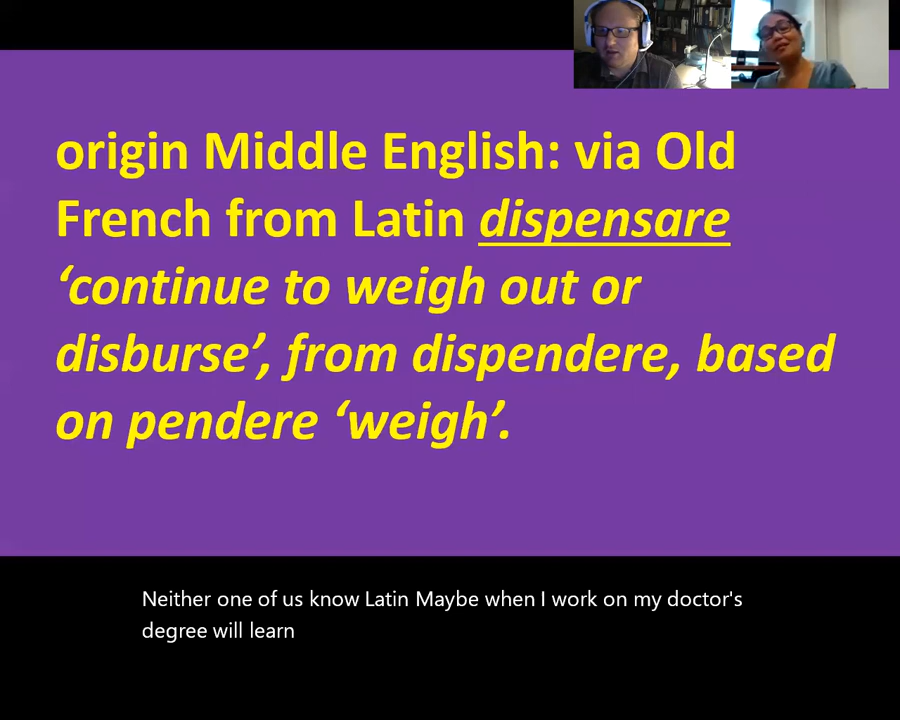 origin Middle English: via Old
French from Latin dispensare
‘continue to weigh out or
disburse’, from dispendere, based
on pendere ‘weigh’.
Neither one of us know Latin Maybe when I work on my doctor's
degree will learn